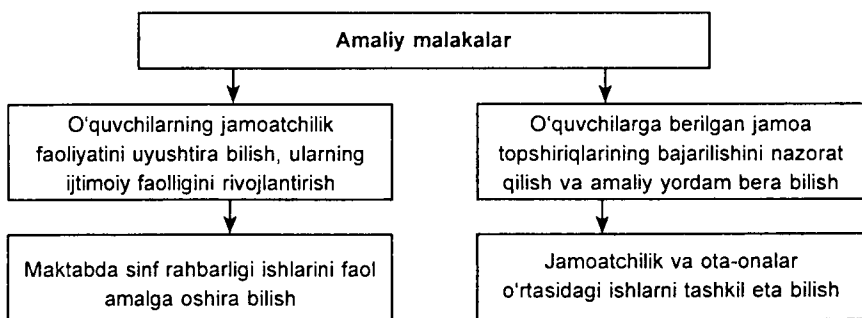 Amaliy malakalar
O‘quvchilarning jamoatchilik
faoliyatini uyushtira bilish, ularning
ijtimoiy faolligini rivojlantirish
O‘quvchilarga berilgan jamoa
topshiriqlarining bajarilishini nazorat
qilish va amaliy yordam bera bilish
Maktabda sinf rahbarligi ishlarini faol
amalga oshira bilish
Jamoatchilik va ota-onalar
o‘rtasidagi ishlarni tashkil eta bilish